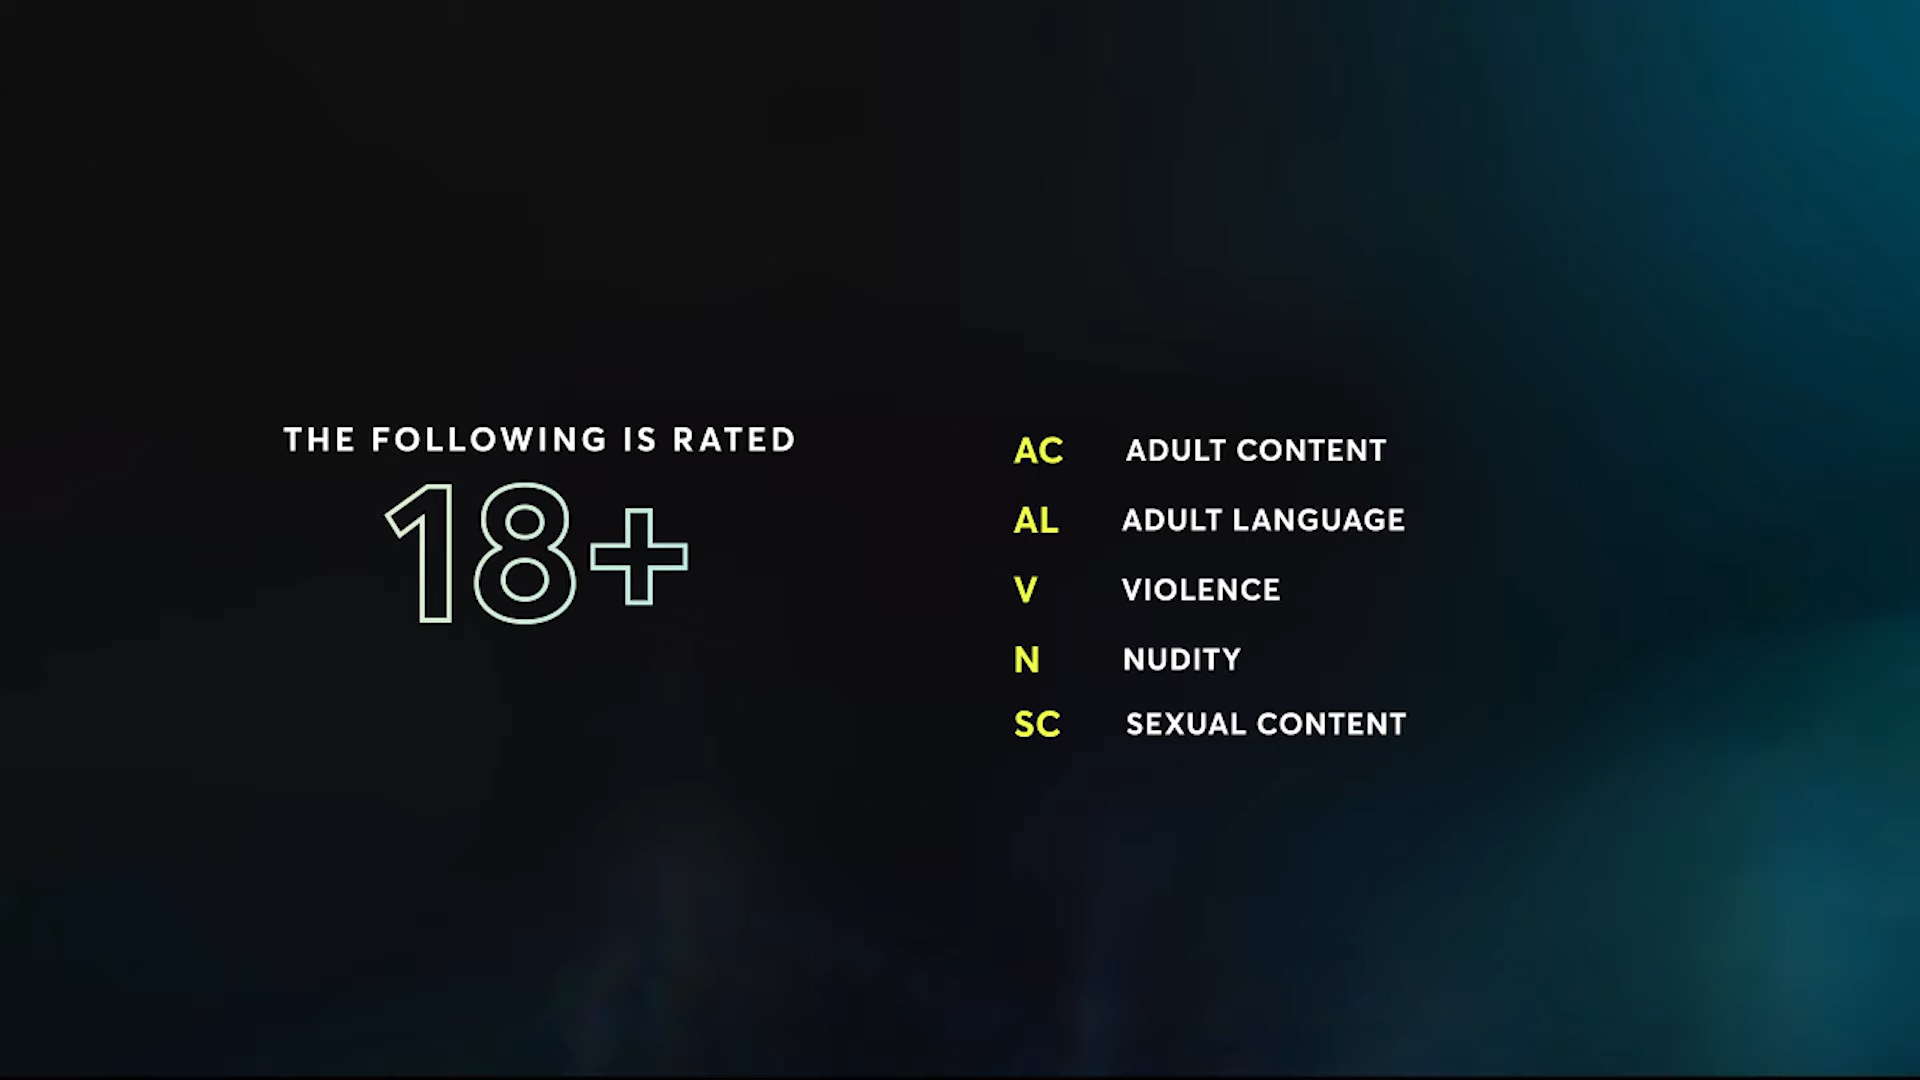 THE FOLLOWING IS RATED
18+
AC ADULT CONTENT
AL ADULT LANGUAGE
V VIOLENCE
N NUDITY
SC SEXUAL CONTENT